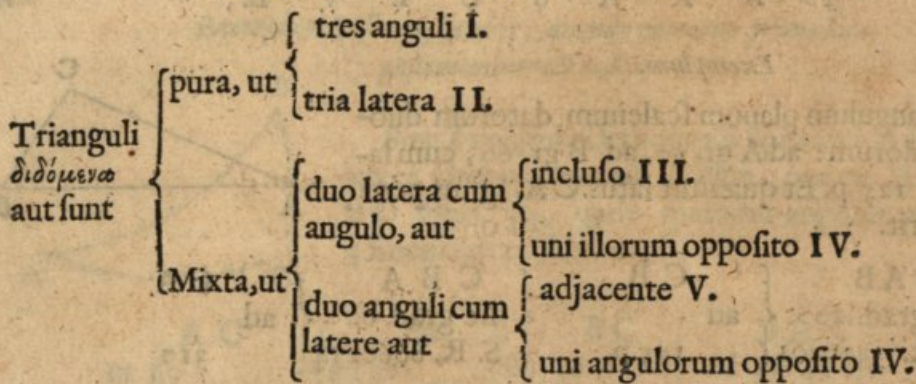 Trianguli
διδόμενα
aut ſunt
pura, ut
tres anguli I.
tria latera II.
Mixta, ut
duo latera cum
angulo, aut
incluſo III.
uni illorum oppoſito IV.
duo anguli cum
latere aut
adjacente V.
uni angulorum oppoſito IV.